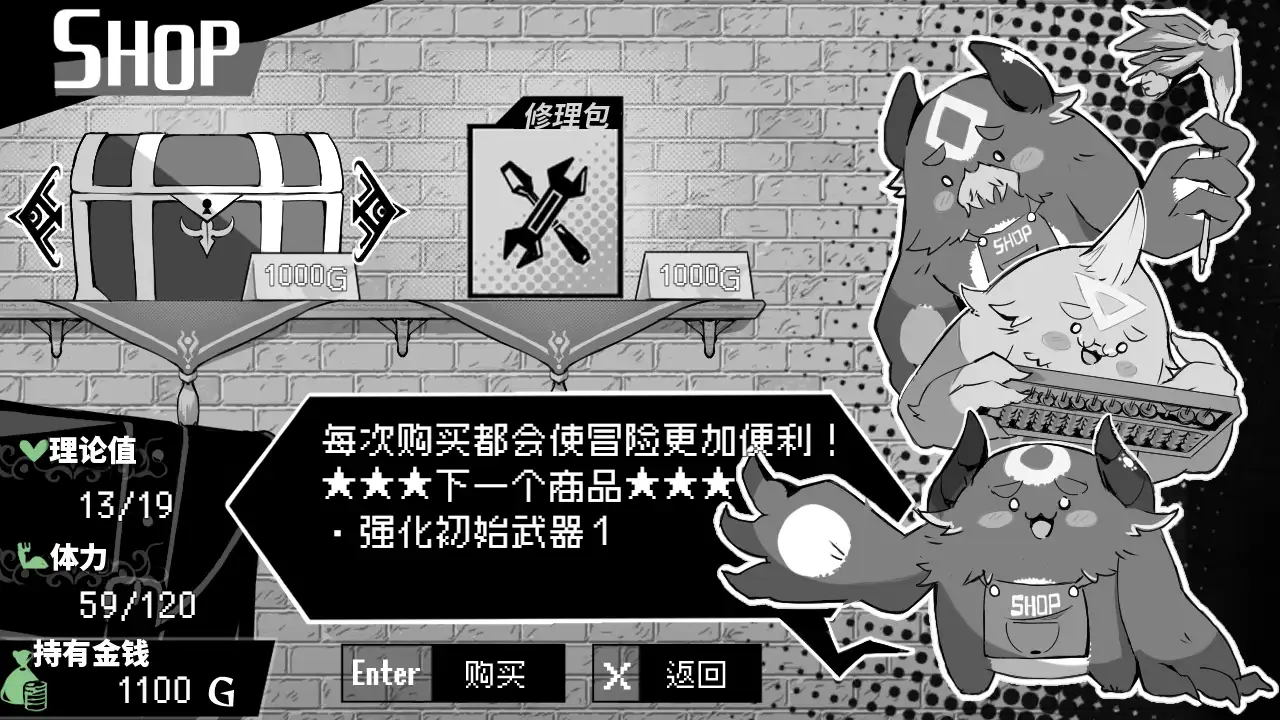 SHOP
修理包
1000G
1000G
SHOP
每次购买都会使冒险更加便利！
★★★下一个商品★★★
・强化初始武器1
理论值
13/19
体力
59/120
持有金钱
1100 G
SHOP
Enter 购买
X 返回